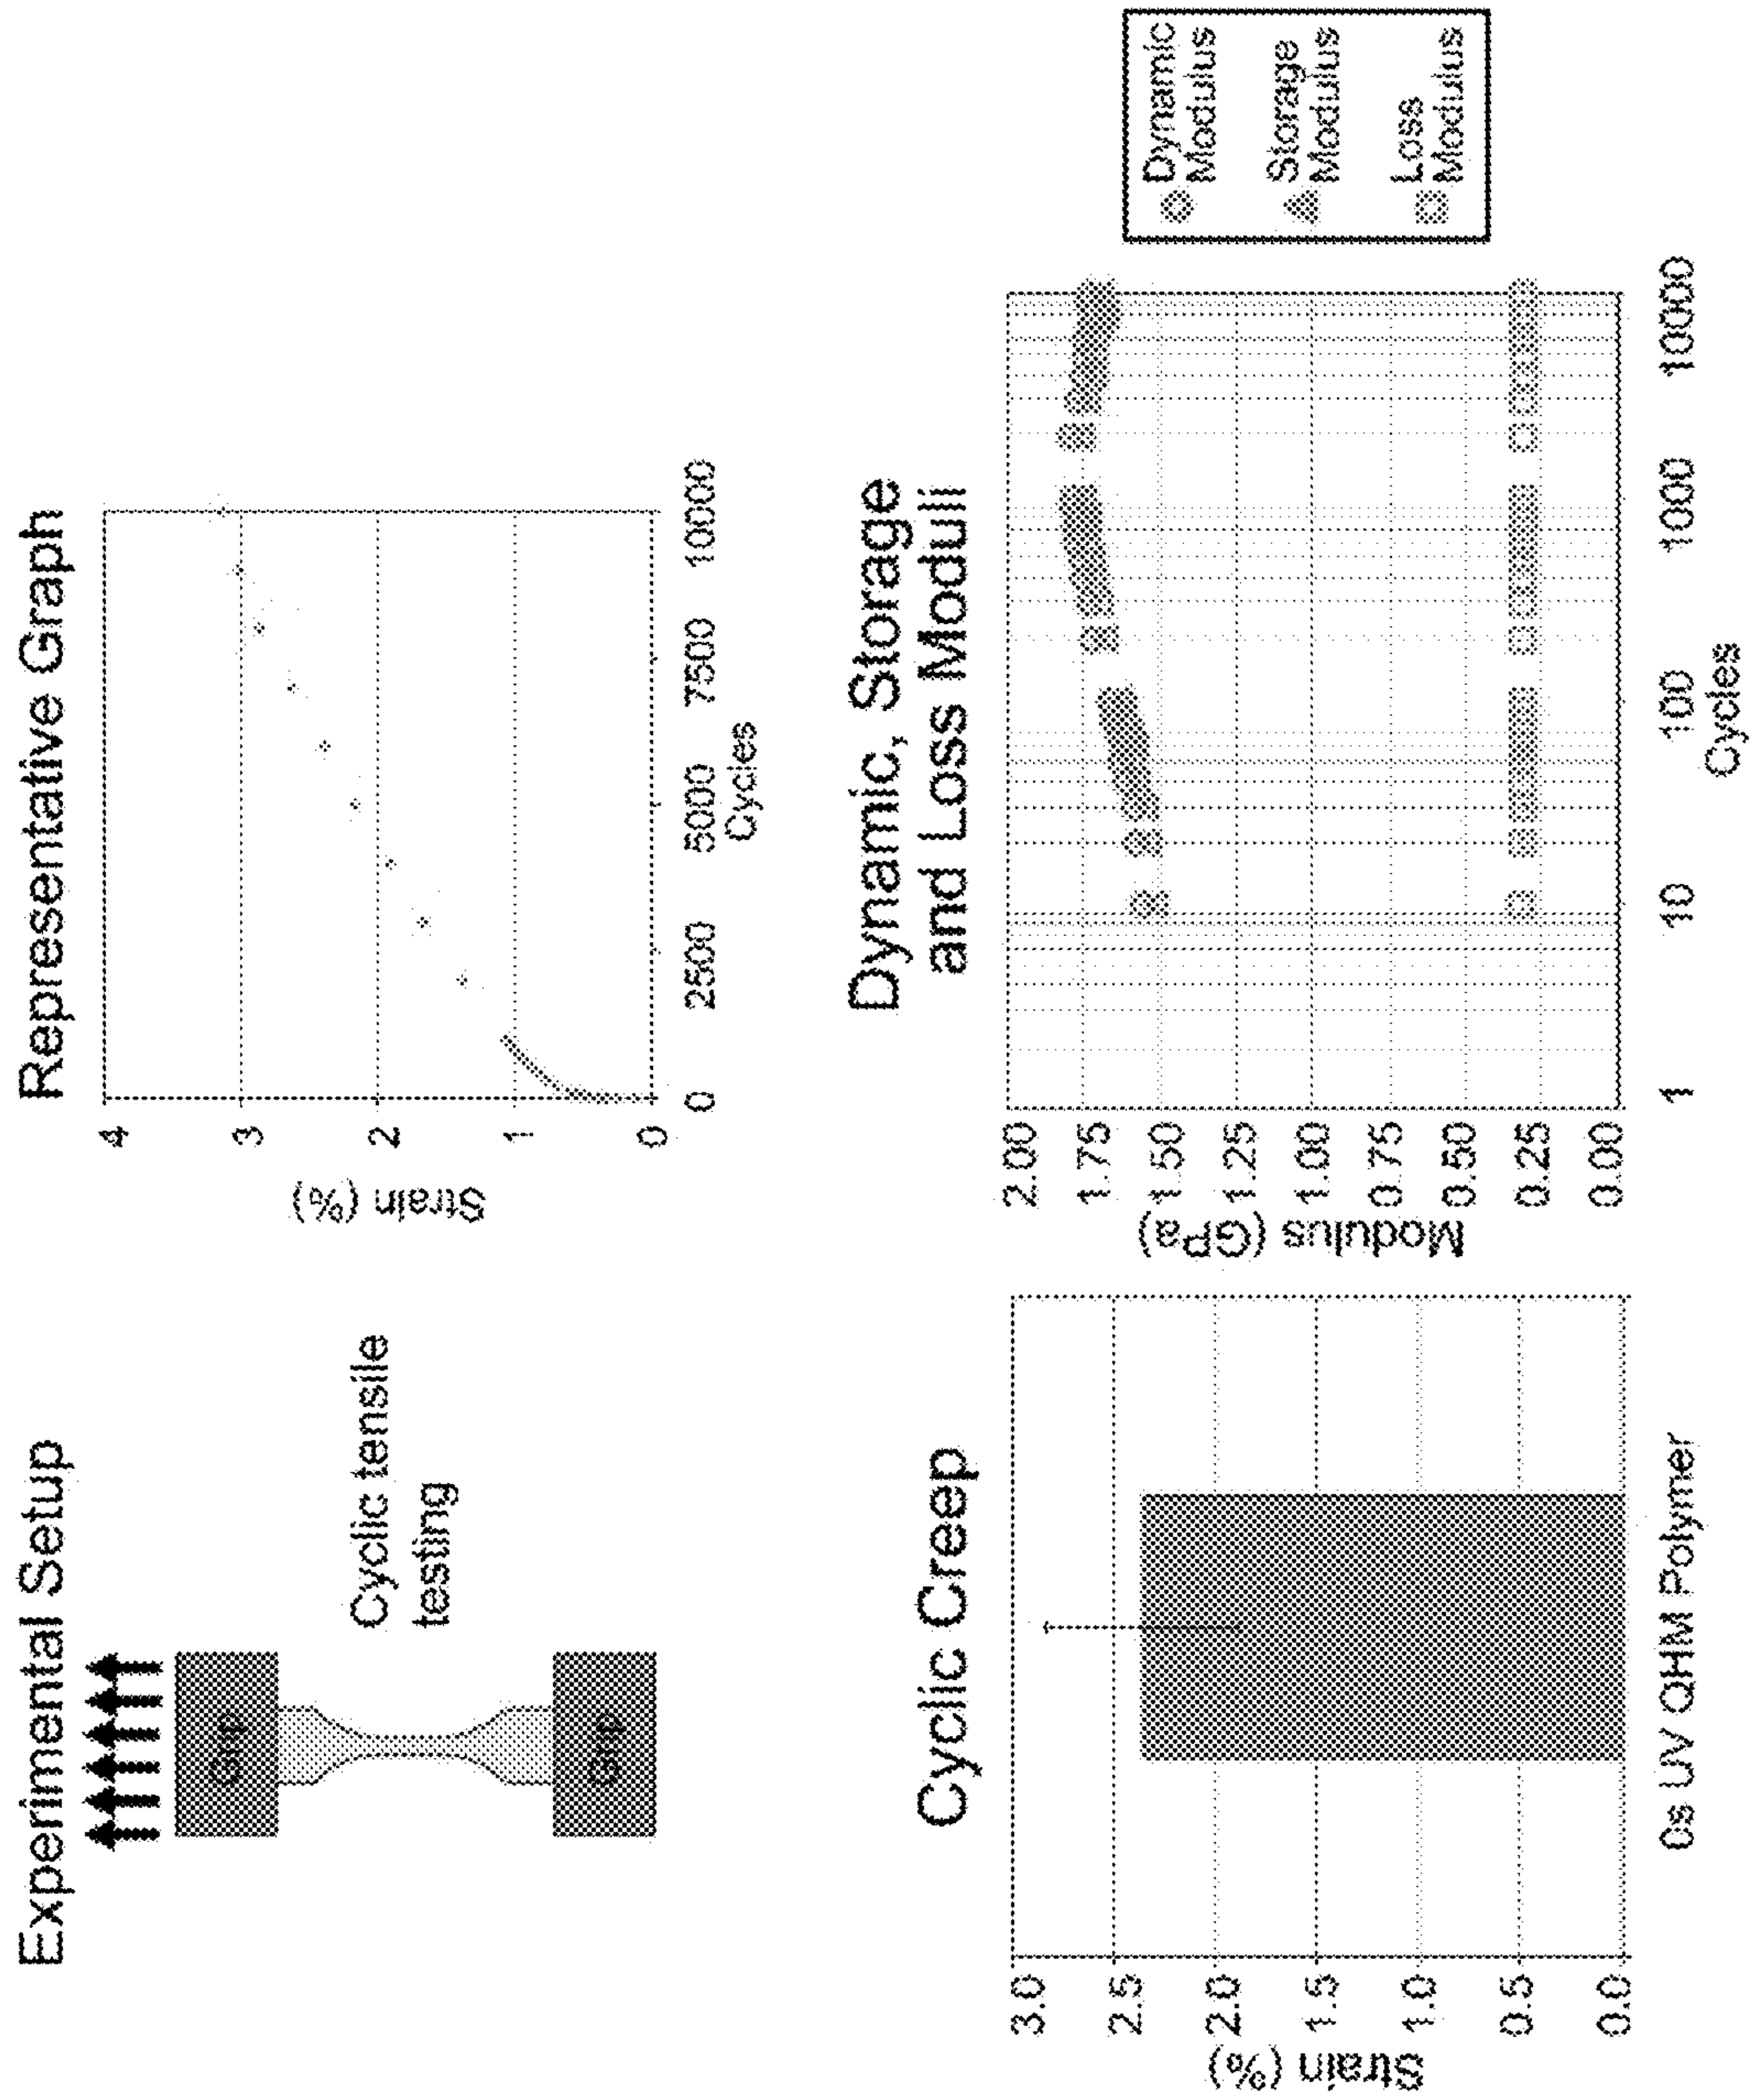 Experimental Setup
Grip
Cyclic tensile
testing
Grip
Representative Graph
Strain (%)
4
3
2
1
0
0
2500
5000
7500
10000
Cycles
Cyclic Creep
Strain (%)
3.0
2.5
2.0
1.5
1.0
0.5
0.0
0s UV QHM Polymer
Dynamic, Storage
and Loss Moduli
Modulus (GPa)
2.00
1.75
1.50
1.25
1.00
0.75
0.50
0.25
0.00
1
10
100
1000
10000
Cycles
Dynamic
Modulus
Storage
Modulus
Loss
Modulus